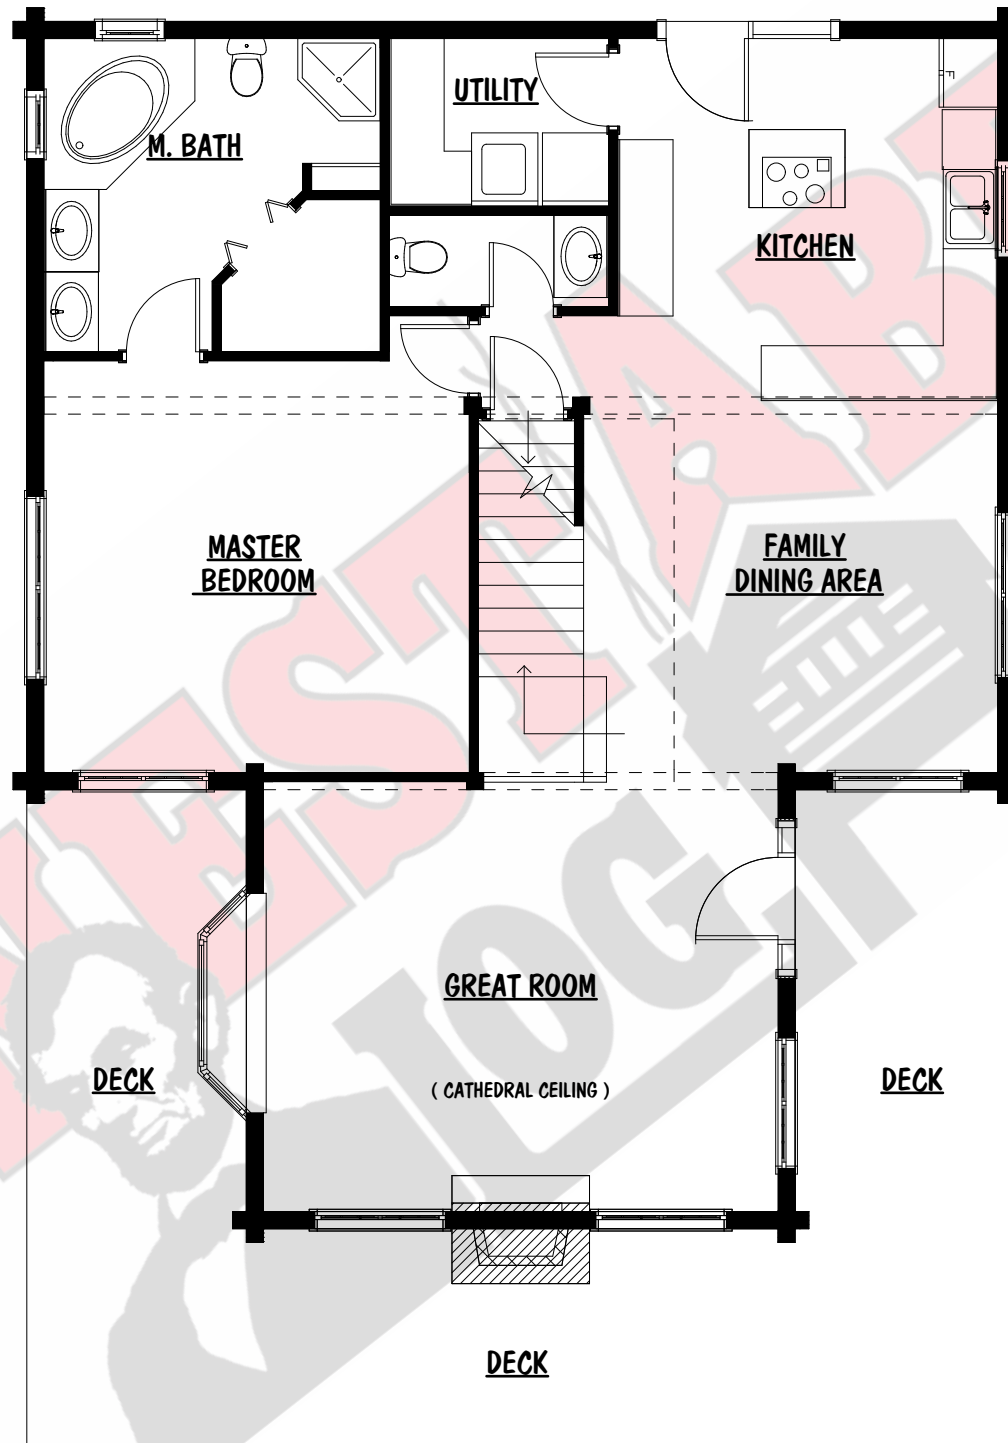 UTILITY
F
M. BATH
KITCHEN
MASTER
BEDROOM
FAMILY
DINING AREA
GREAT ROOM
DECK
( CATHEDRAL CEILING )
DECK
DECK